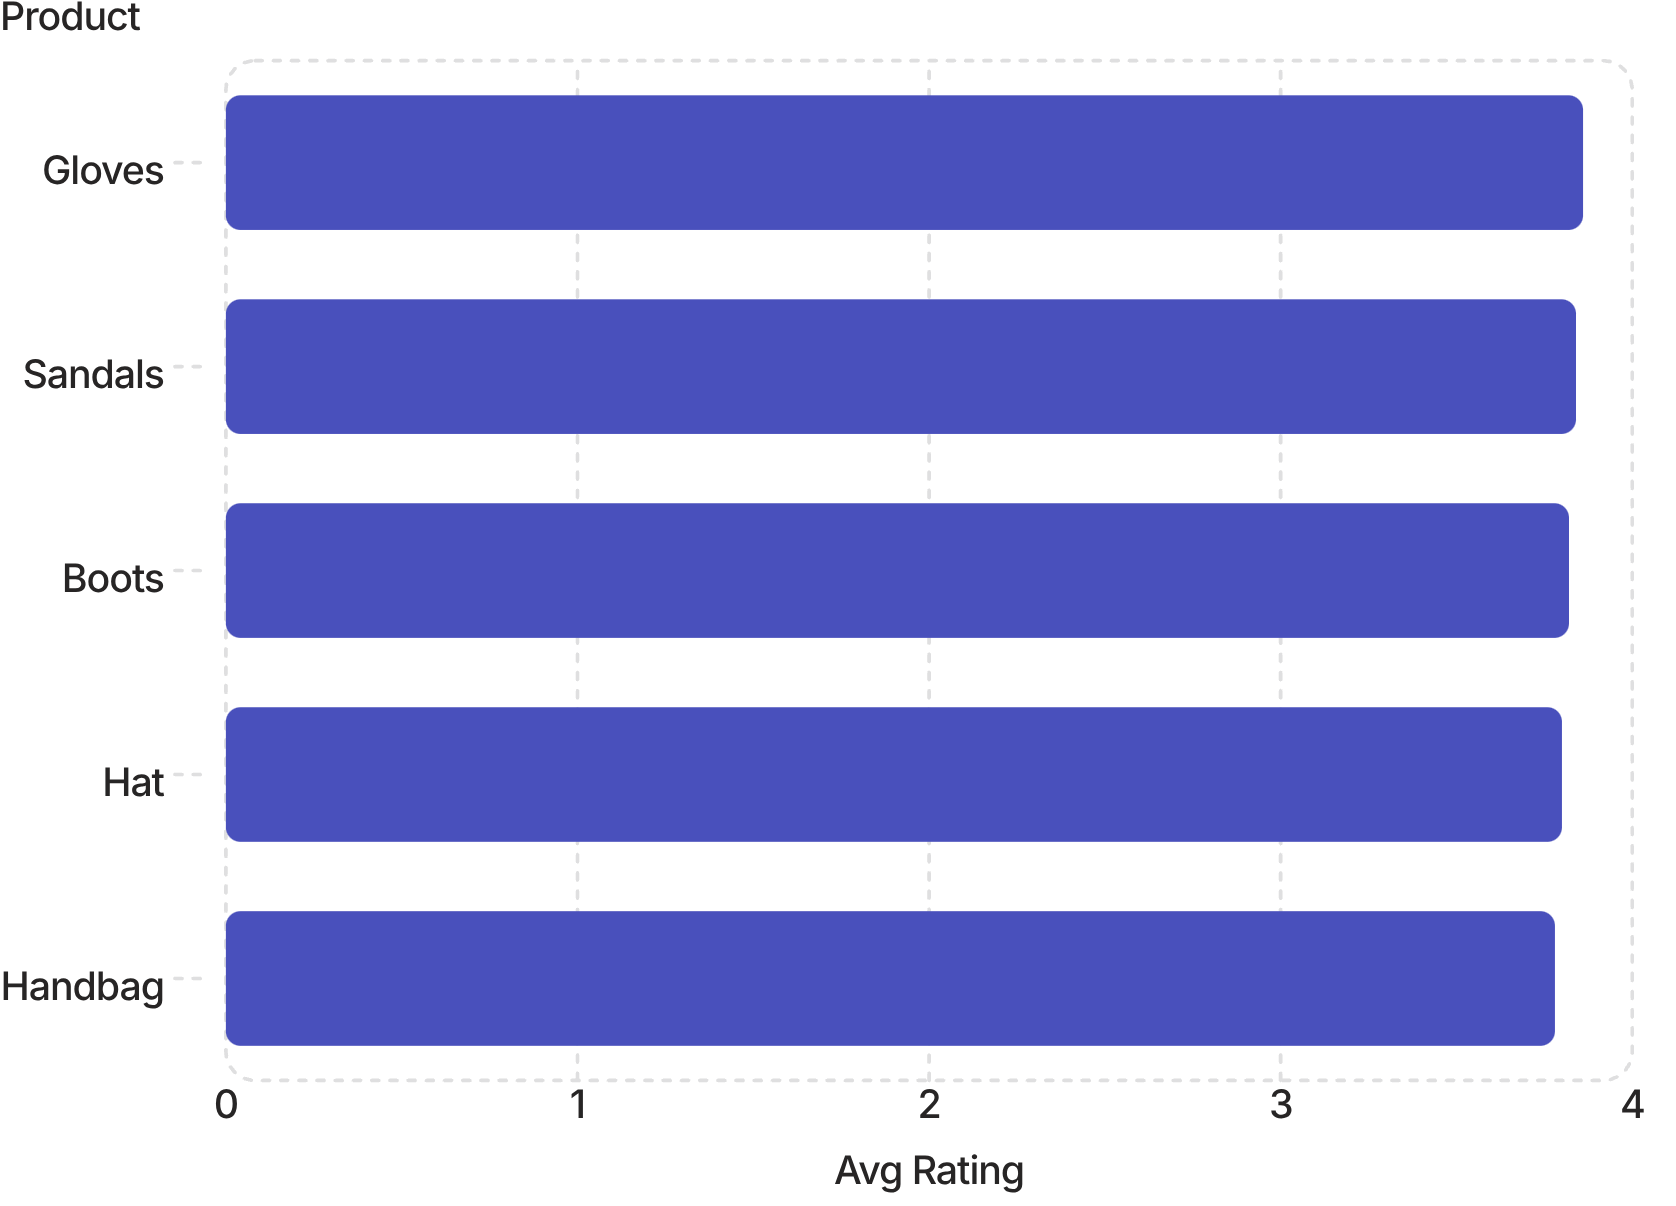 Product
Gloves
Sandals
Boots
Hat
Handbag
0 1 2 3 4
Avg Rating